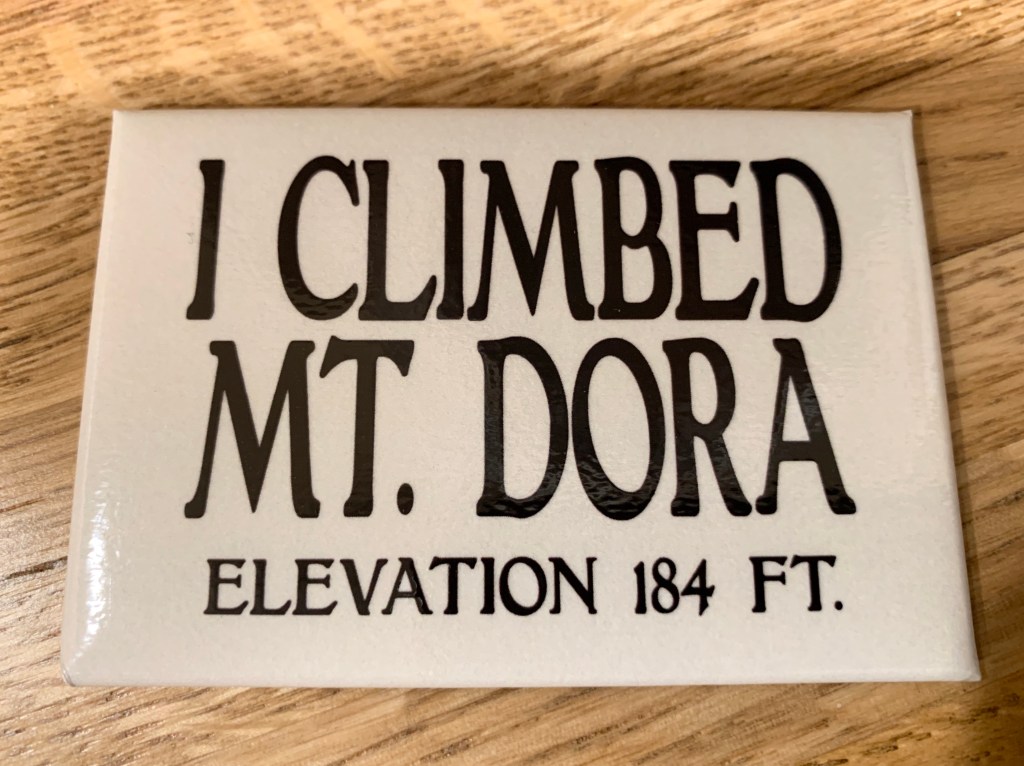 I CLIMBED
MT. DORA
ELEVATION 184 FT.